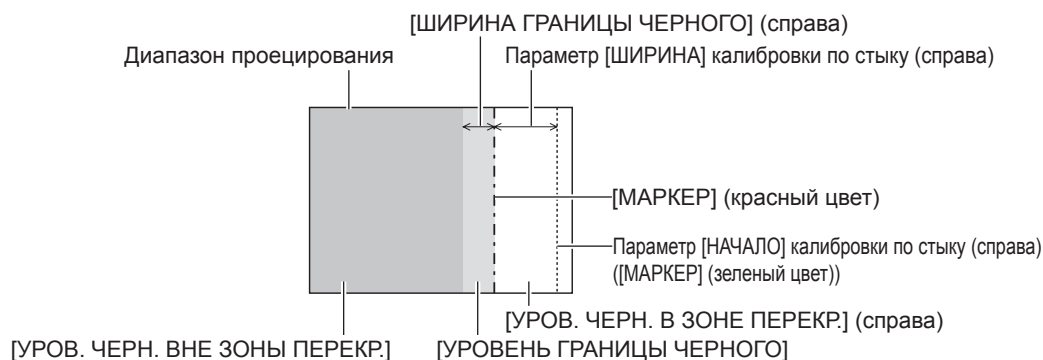 [ШИРИНА ГРАНИЦЫ ЧЕРНОГО] (справа)
Диапазон проецирования
Параметр [ШИРИНА] калибровки по стыку (справа)
[МАРКЕР] (красный цвет)
Параметр [НАЧАЛО] калибровки по стыку (справа)
([МАРКЕР] (зеленый цвет))
[УРОВ. ЧЕРН. В ЗОНЕ ПЕРЕКР.] (справа)
[УРОВ. ЧЕРН. ВНЕ ЗОНЫ ПЕРЕКР.]
[УРОВЕНЬ ГРАНИЦЫ ЧЕРНОГО]